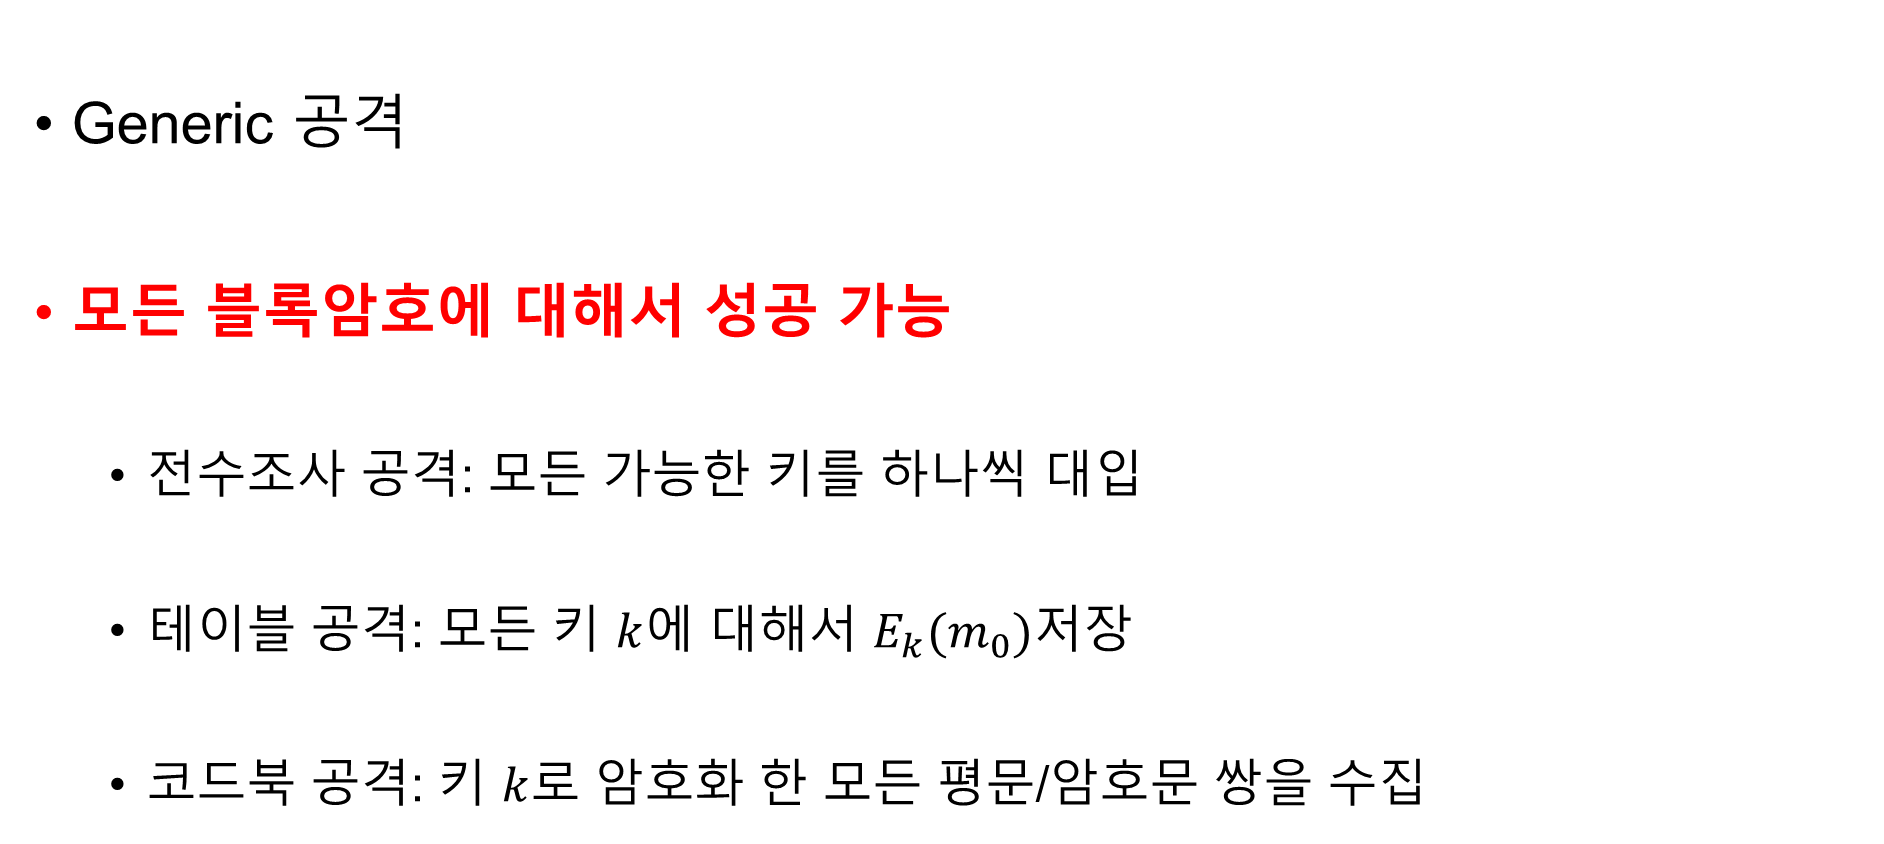 • Generic 공격
• 모든 블록암호에 대해서 성공 가능
• 전수조사 공격: 모든 가능한 키를 하나씩 대입
• 테이블 공격: 모든 키 𝑘에 대해서 𝐸ₖ(𝑚₀)저장
• 코드북 공격: 키 𝑘로 암호화 한 모든 평문/암호문 쌍을 수집